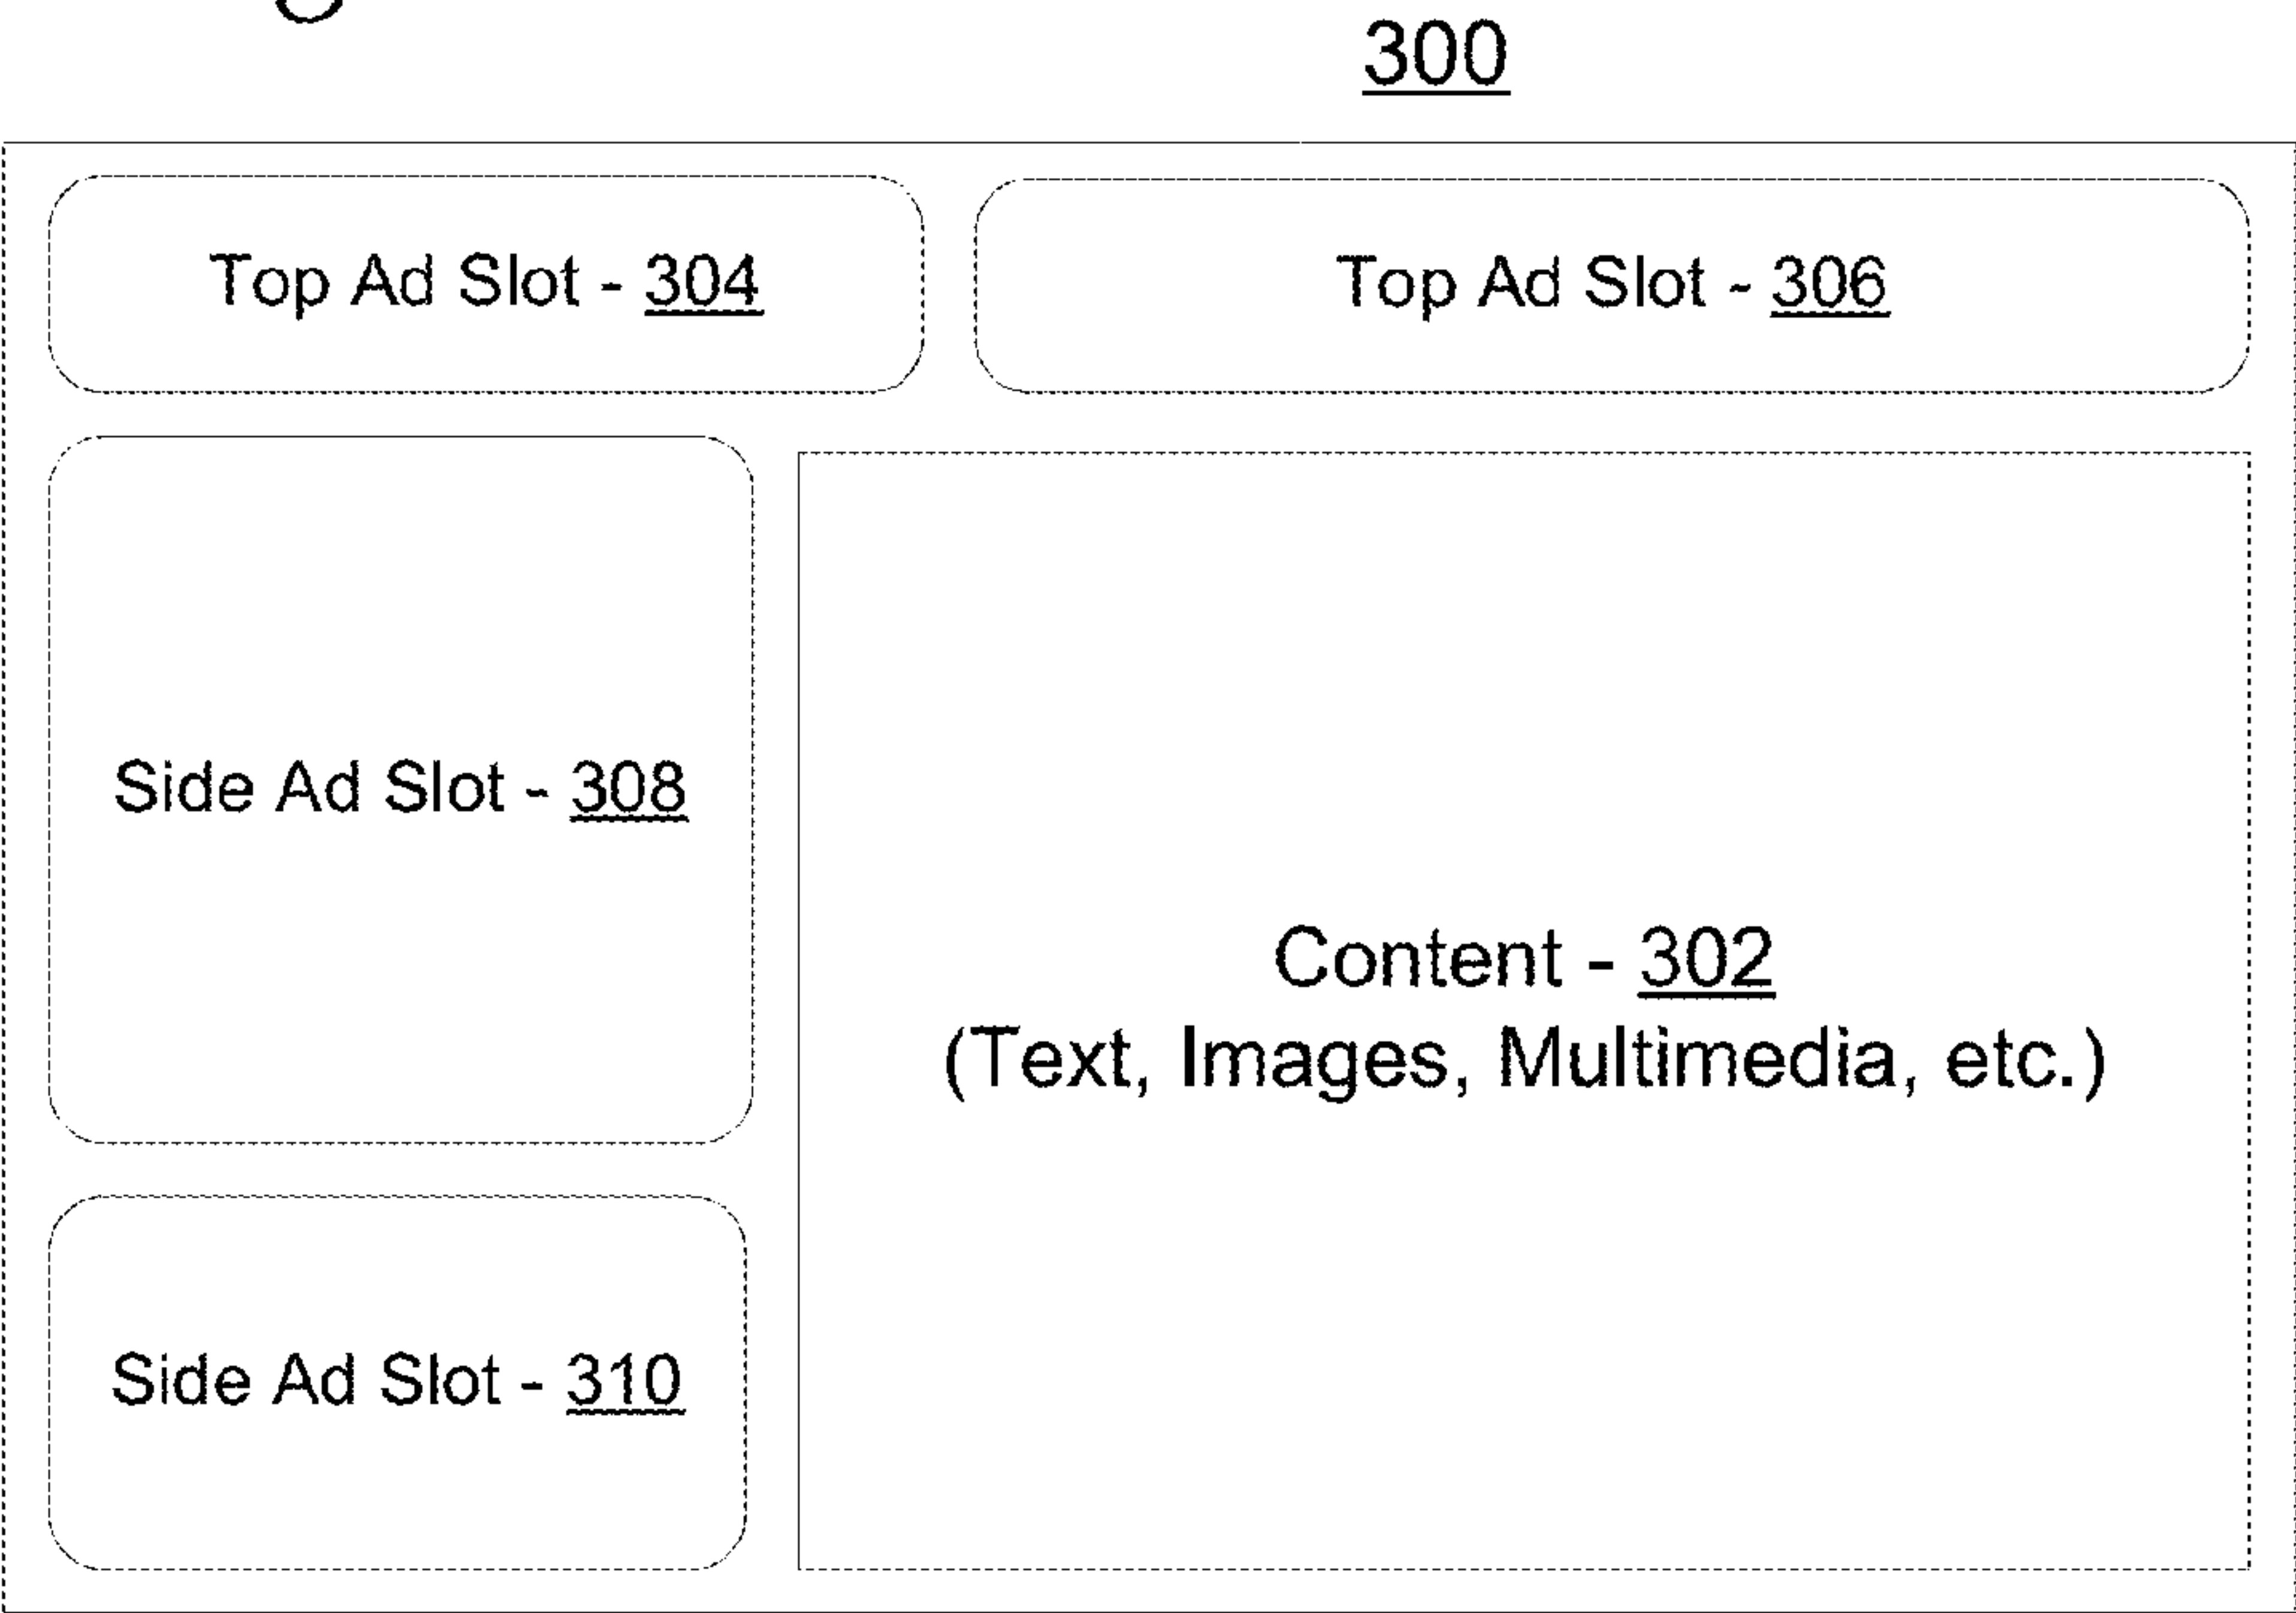 300
Top Ad Slot - 304
Top Ad Slot - 306
Side Ad Slot - 308
Content - 302
(Text, Images, Multimedia, etc.)
Side Ad Slot - 310